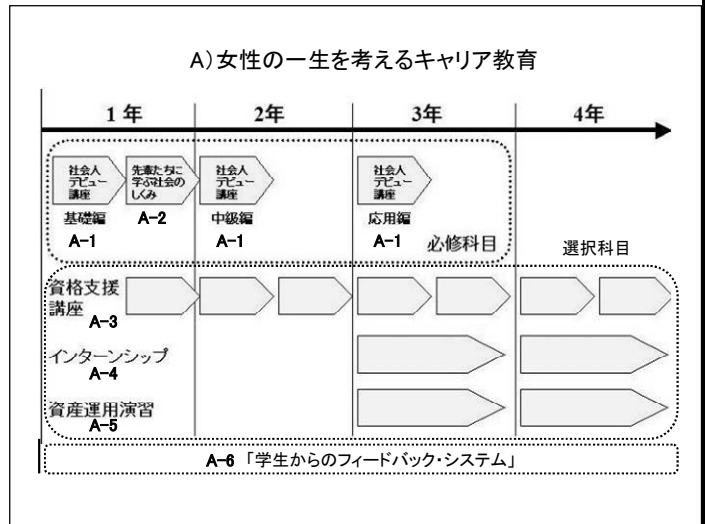 A)女性の一生を考えるキャリア教育
1年 2年 3年 4年
社会人
デビュー
講座
先輩たちに
学ぶ社会の
しくみ
社会人
デビュー
講座
社会人
デビュー
講座
基礎編 A-2 中級編 応用編
A-1 A-1 A-1 必修科目 選択科目
資格支援
講座
A-3
インターンシップ
A-4
資産運用演習
A-5
A-6 「学生からのフィードバック・システム」